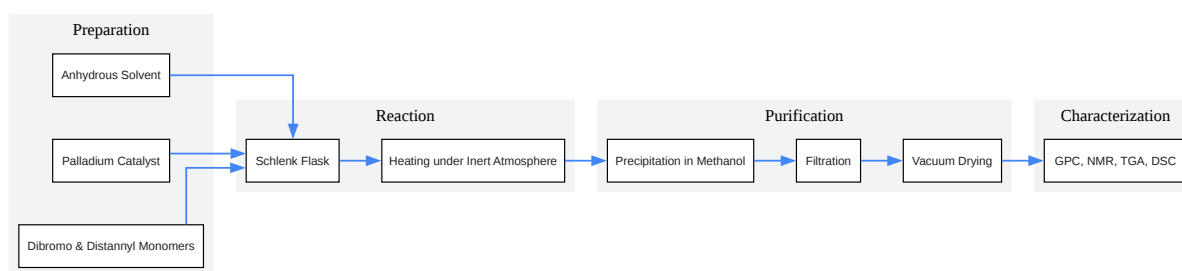 Preparation
Anhydrous Solvent
Palladium Catalyst
Dibromo & Distannyl Monomers
Reaction
Schlenk Flask
Heating under Inert Atmosphere
Purification
Precipitation in Methanol
Filtration
Vacuum Drying
Characterization
GPC, NMR, TGA, DSC